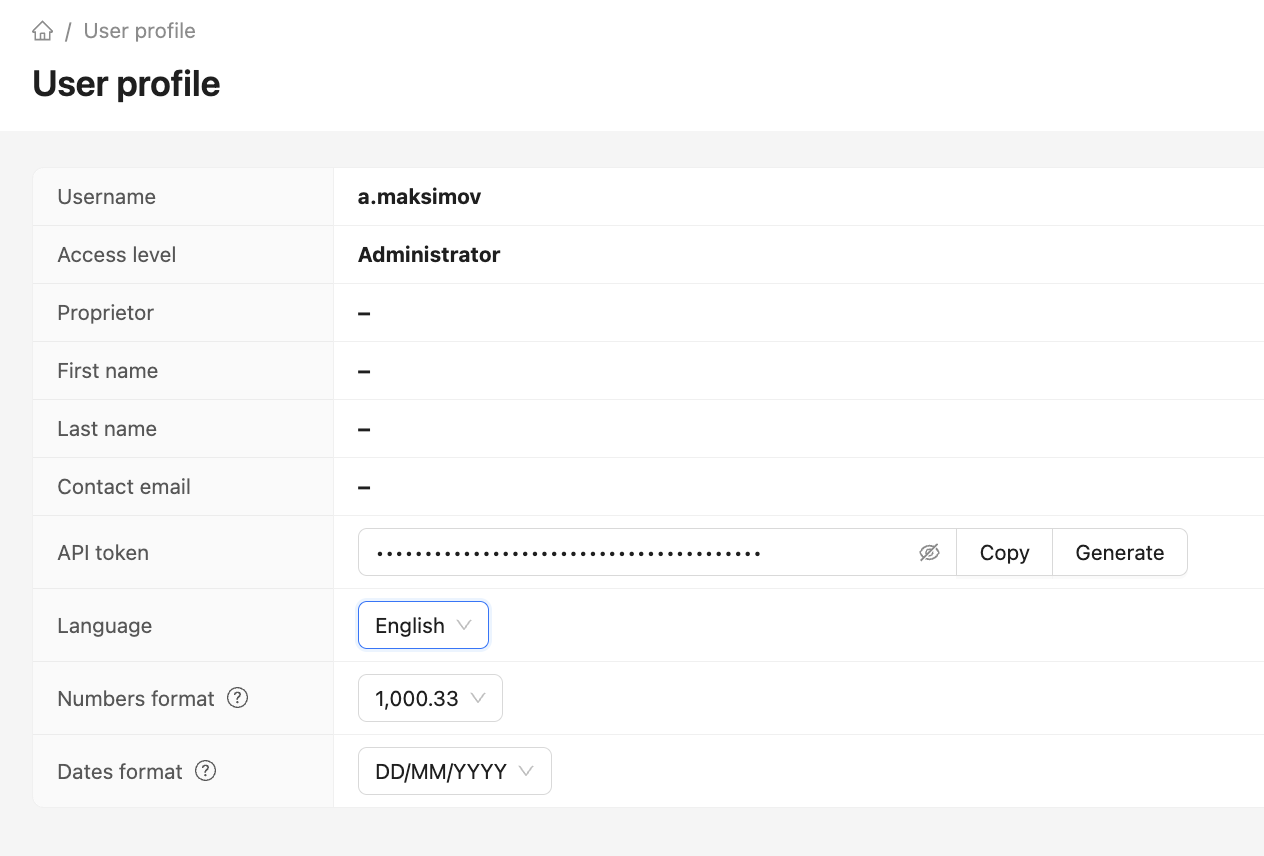 / User profile
User profile
Username a.maksimov
Access level Administrator
Proprietor –
First name –
Last name –
Contact email –
API token •••••••••••••••••••••••••••••••••••••••• Copy Generate
Language English
Numbers format ? 1,000.33
Dates format ? DD/MM/YYYY